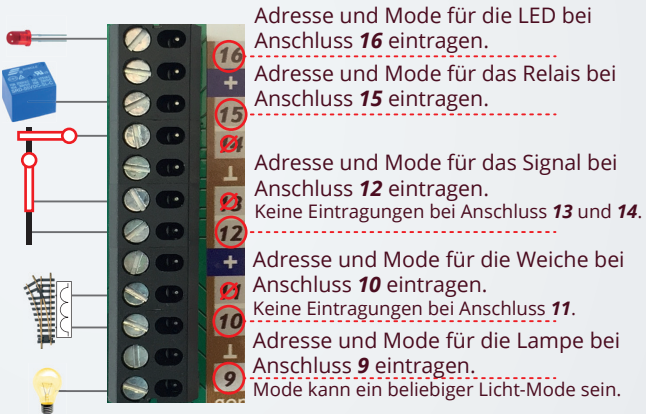 Adresse und Mode für die LED bei
Anschluss 16 eintragen.
16
+
Adresse und Mode für das Relais bei
Anschluss 15 eintragen.
15
14
⊥
Adresse und Mode für das Signal bei
Anschluss 12 eintragen.
Keine Eintragungen bei Anschluss 13 und 14.
13
12
+
Adresse und Mode für die Weiche bei
Anschluss 10 eintragen.
Keine Eintragungen bei Anschluss 11.
11
10
⊥
Adresse und Mode für die Lampe bei
Anschluss 9 eintragen.
Mode kann ein beliebiger Licht-Mode sein.
9